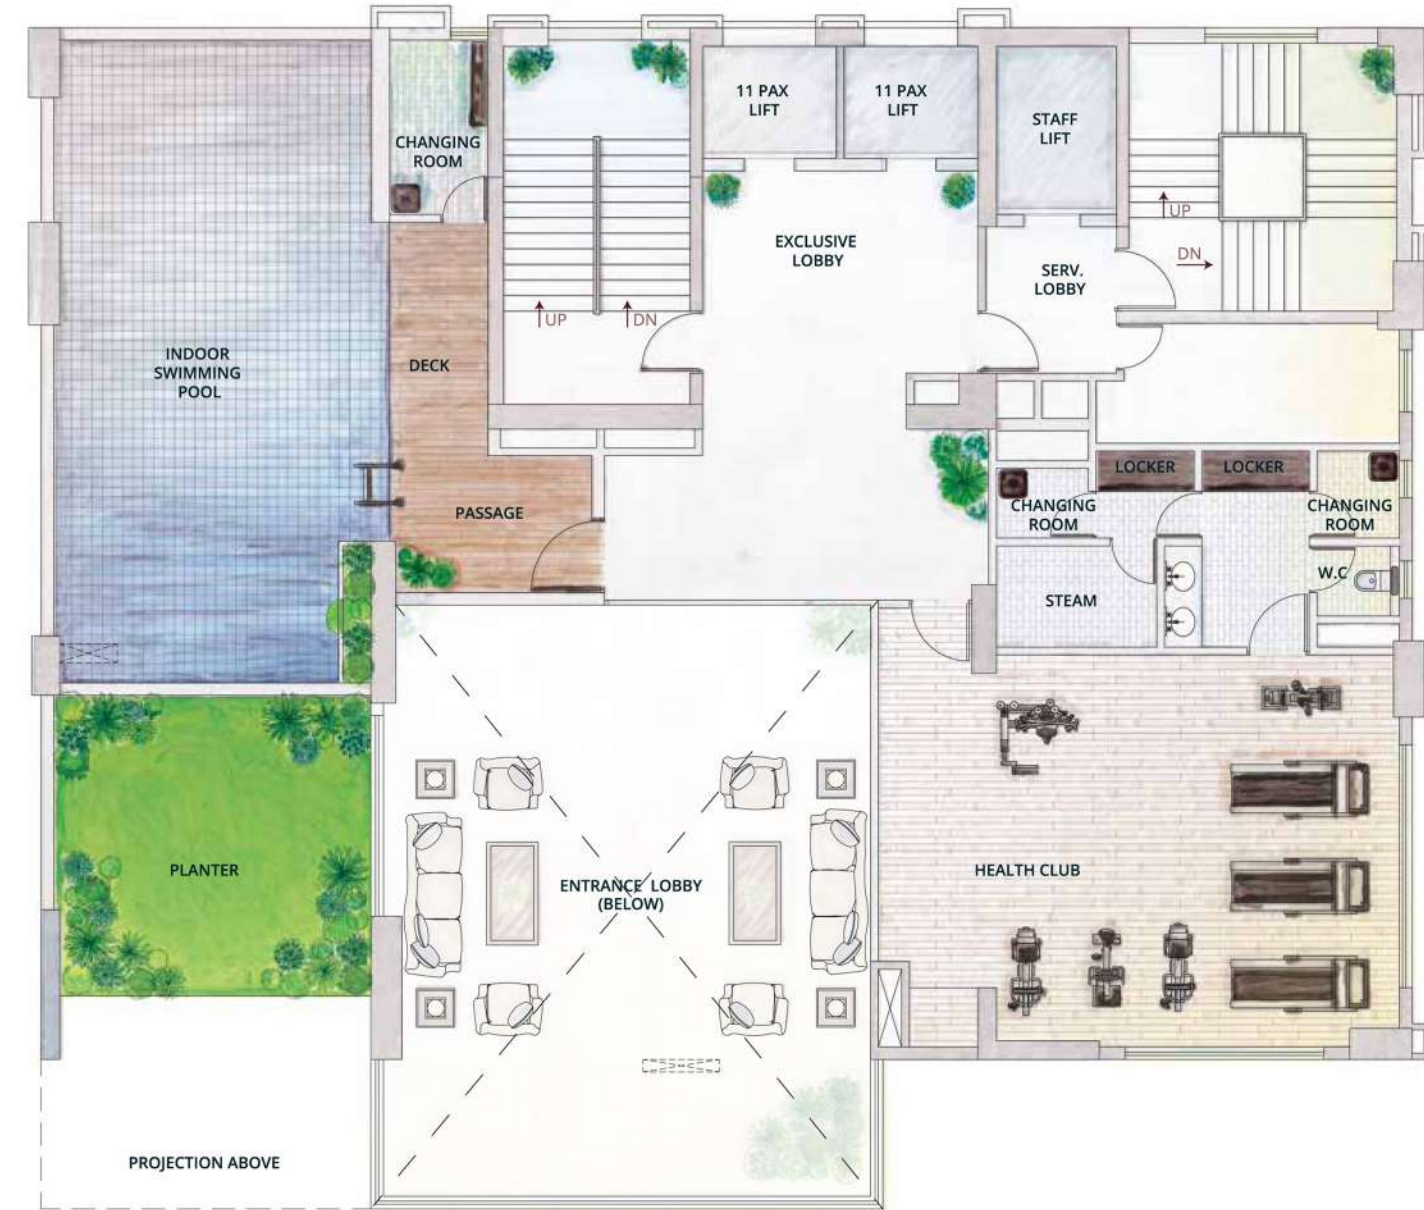 11 PAX
LIFT
11 PAX
LIFT
STAFF
LIFT
CHANGING
ROOM
UP
EXCLUSIVE
LOBBY
DN
SERV.
LOBBY
UP
DN
INDOOR
SWIMMING
POOL
DECK
LOCKER
LOCKER
PASSAGE
CHANGING
ROOM
CHANGING
ROOM
W.C
STEAM
PLANTER
ENTRANCE LOBBY
(BELOW)
HEALTH CLUB
PROJECTION ABOVE